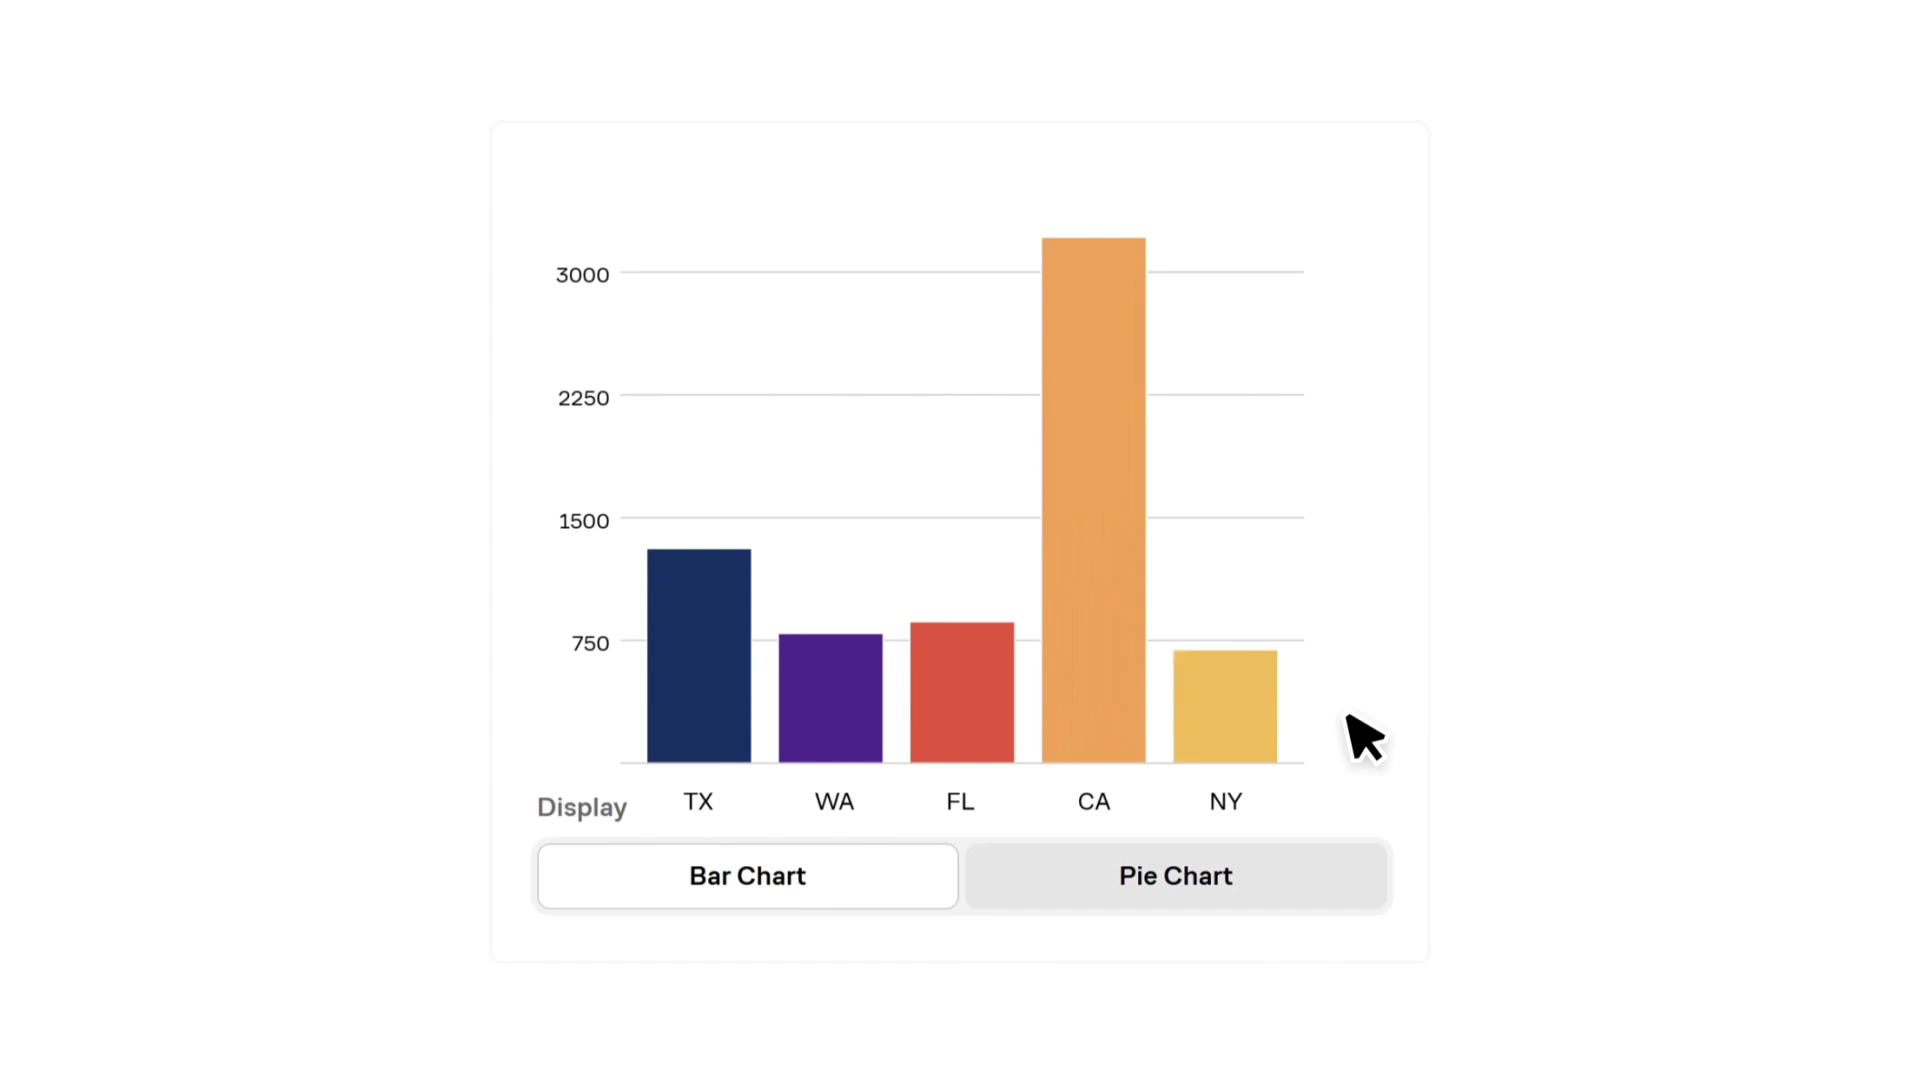 3000
2250
1500
750
TX WA FL CA NY
Display
Bar Chart Pie Chart